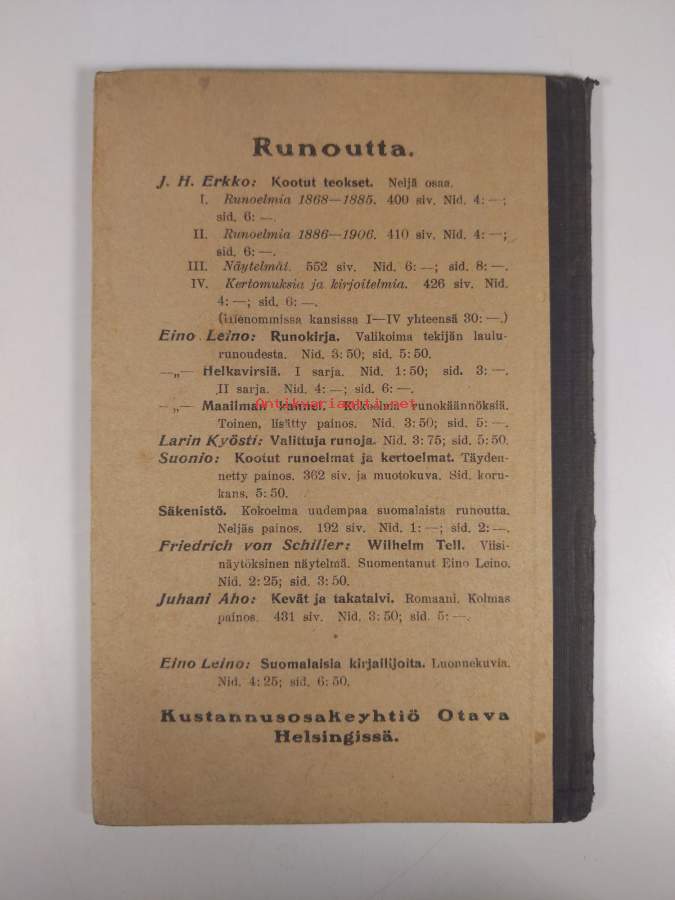 Runoutta.
J. H. Erkko: Kootut teokset. Neljä osaa.
I. Runoelmia 1868—1885. 400 siv. Nid. 4: —;
sid. 6: —.
II. Runoelmia 1886—1906. 410 siv. Nid. 4: —;
sid. 6: —.
III. Näytelmät. 552 siv. Nid. 6: —; sid. 8: —.
IV. Kertomuksia ja kirjoitelmia. 426 siv. Nid.
4: —; sid. 6: —.
(Hienommissa kansissa I—IV yhteensä 30: —.)
Eino Leino: Runokirja. Valikoima tekijän laulu-
runoudesta. Nid. 3: 50; sid. 5: 50.
—„— Helkavirsiä. I sarja. Nid. 1: 50; sid. 3: —.
II sarja. Nid. 4: —; sid. 6: —.
Antikvariaatti.net
—„— Maailman kannel. Kokoelma runokäännöksiä.
Toinen, lisätty painos. Nid. 3: 50; sid. 5: —.
Larin Kyösti: Valittuja runoja. Nid. 3: 75; sid. 5: 50.
Suonio: Kootut runoelmat ja kertoelmat. Täyden-
netty painos. 362 siv. ja muotokuva. Sid. koru-
kans. 5: 50.
Säkenistö. Kokoelma uudempaa suomalaista runoutta.
Neljäs painos. 192 siv. Nid. 1: —; sid. 2: —.
Friedrich von Schiller: Wilhelm Tell. Viisi-
näytöksinen näytelmä. Suomentanut Eino Leino.
Nid. 2: 25; sid. 3: 50.
Juhani Aho: Kevät ja takatalvi. Romaani. Kolmas
painos. 431 siv. Nid. 3: 50; sid. 5: —.
Eino Leino: Suomalaisia kirjailijoita. Luonnekuvia.
Nid. 4: 25; sid. 6: 50.
Kustannusosakeyhtiö Otava
Helsingissä.